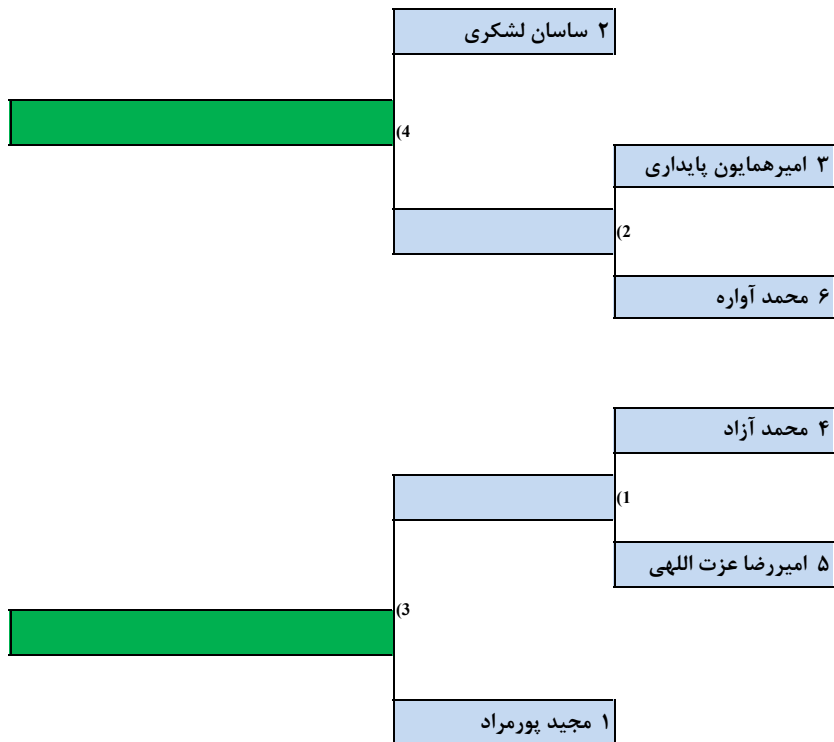 ۲ ساسان لشکری
(4
۳ امیرهمایون پایداری
(2
۶ محمد آواره
۴ محمد آزاد
(1
۵ امیررضا عزت اللهی
(3
۱ مجید پورمراد